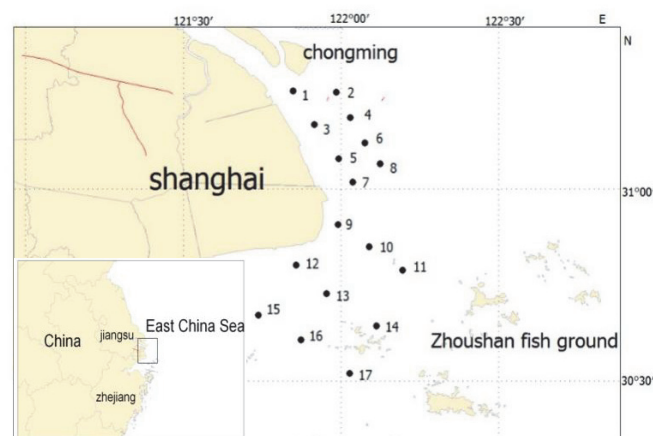 121°30' 122°00' 122°30' E
N
chongming
1 2
3 4
5 6
7 8
shanghai
31°00'
9
10
11
12
13
14
15
16
17
Zhoushan fish ground
30°30'
China
jiangsu
East China Sea
zhejiang